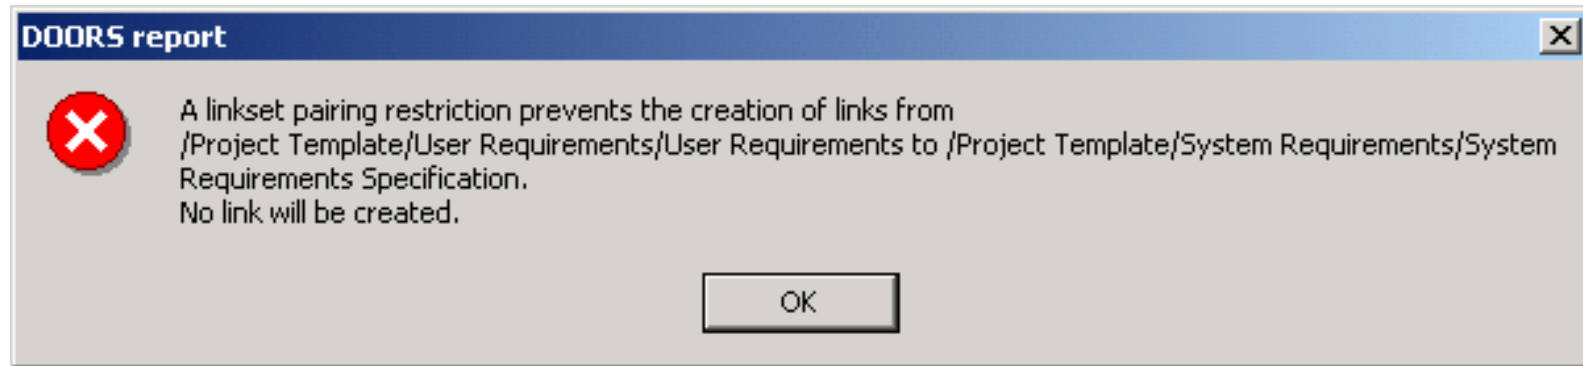 DOORS report
A linkset pairing restriction prevents the creation of links from
/Project Template/User Requirements/User Requirements to /Project Template/System Requirements/System
Requirements Specification.
No link will be created.
OK